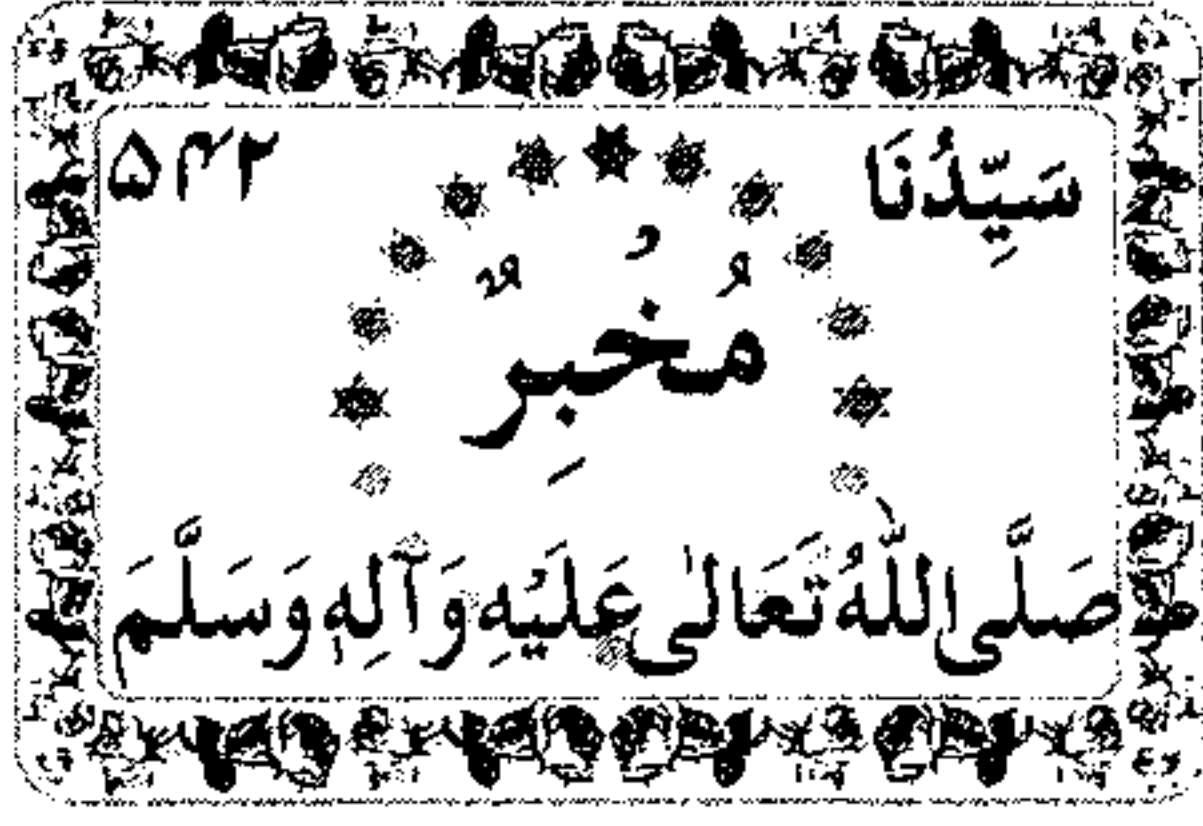 سَيِّدُنَا ۵۴۲
مُخْبِرٌ
صَلَّى اللّٰهُ تَعَالٰى عَلَيْهِ وَآلِهٖ وَسَلَّمَ